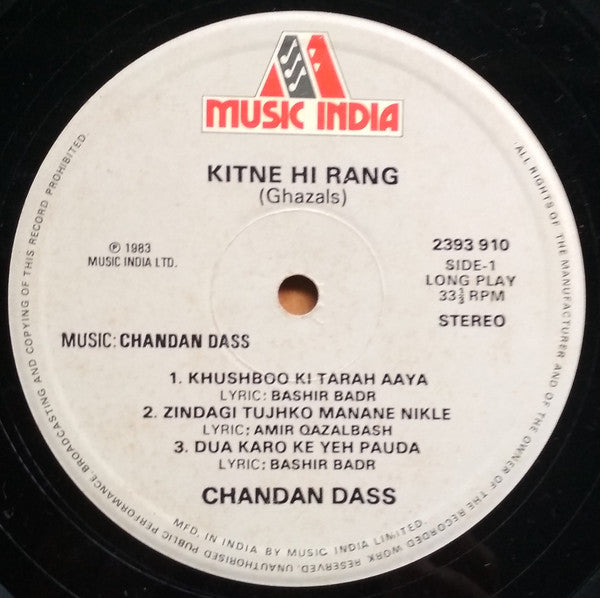 MUSIC INDIA
KITNE HI RANG
(Ghazals)
℗ 1983
MUSIC INDIA LTD.
2393 910
SIDE-1
LONG PLAY
33⅓ RPM
STEREO
MUSIC: CHANDAN DASS
1. KHUSHBOO KI TARAH AAYA
LYRIC: BASHIR BADR
2. ZINDAGI TUJHKO MANANE NIKLE
LYRIC: AMIR QAZALBASH
3. DUA KARO KE YEH PAUDA
LYRIC: BASHIR BADR
CHANDAN DASS
MFD. IN INDIA BY MUSIC INDIA LIMITED.
ALL RIGHTS OF THE MANUFACTURER AND OF THE OWNER OF THE RECORDED WORK RESERVED. UNAUTHORISED PUBLIC PERFORMANCE BROADCASTING AND COPYING OF THIS RECORD PROHIBITED.